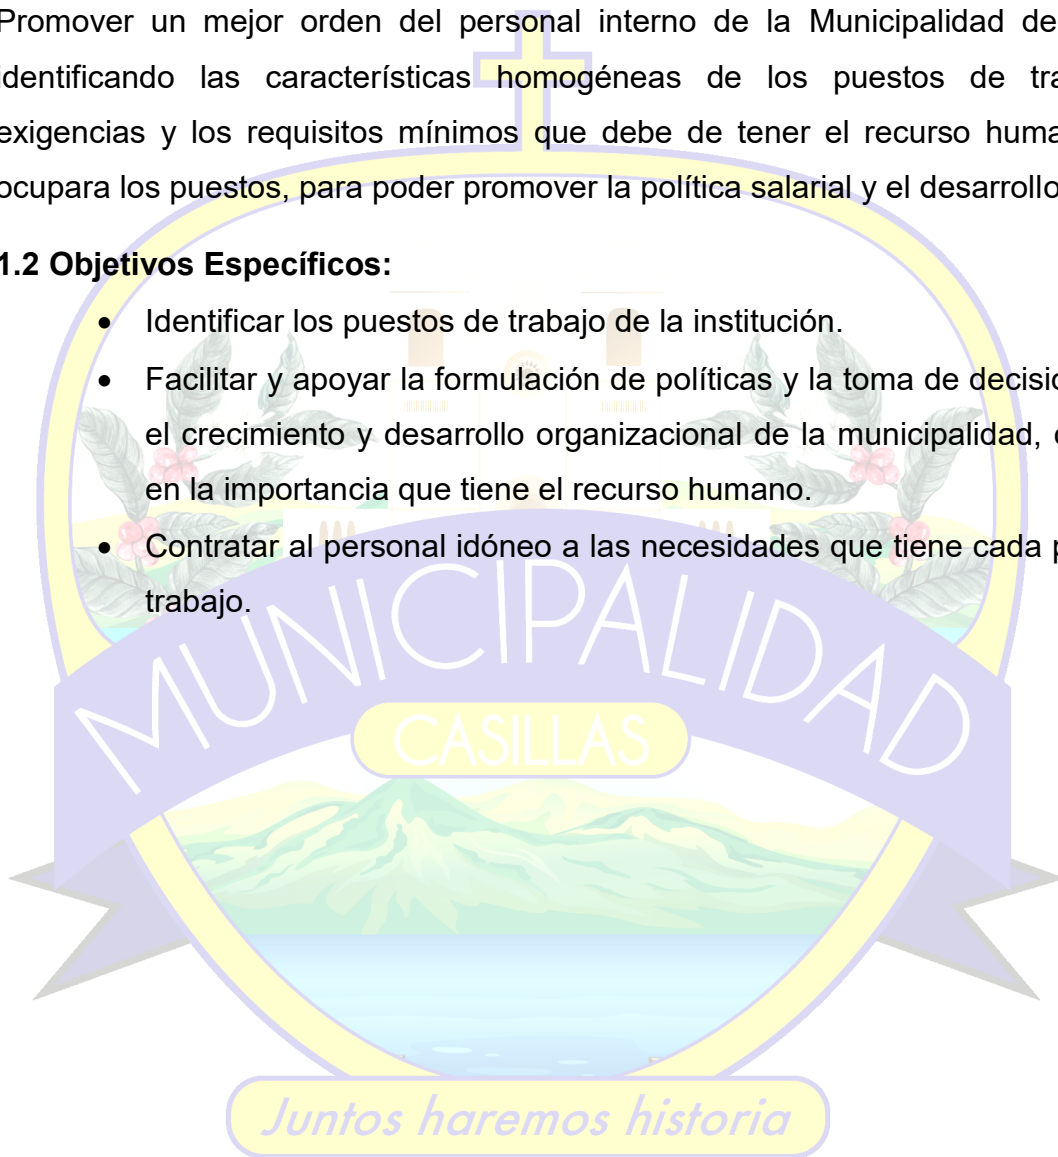 Promover un mejor orden del personal interno de la Municipalidad de
identificando las características homogéneas de los puestos de
exigencias y los requisitos mínimos que debe de tener el recurso
ocupara los puestos, para poder promover la política salarial y el desarrollo
1.2 Objetivos Específicos:
• Identificar los puestos de trabajo de la institución.
• Facilitar y apoyar la formulación de políticas y la toma de
el crecimiento y desarrollo organizacional de la municipalidad,
en la importancia que tiene el recurso humano.
• Contratar al personal idóneo a las necesidades que tiene cada
trabajo.
MUNICIPALIDAD
CASILLAS
Juntos haremos historia